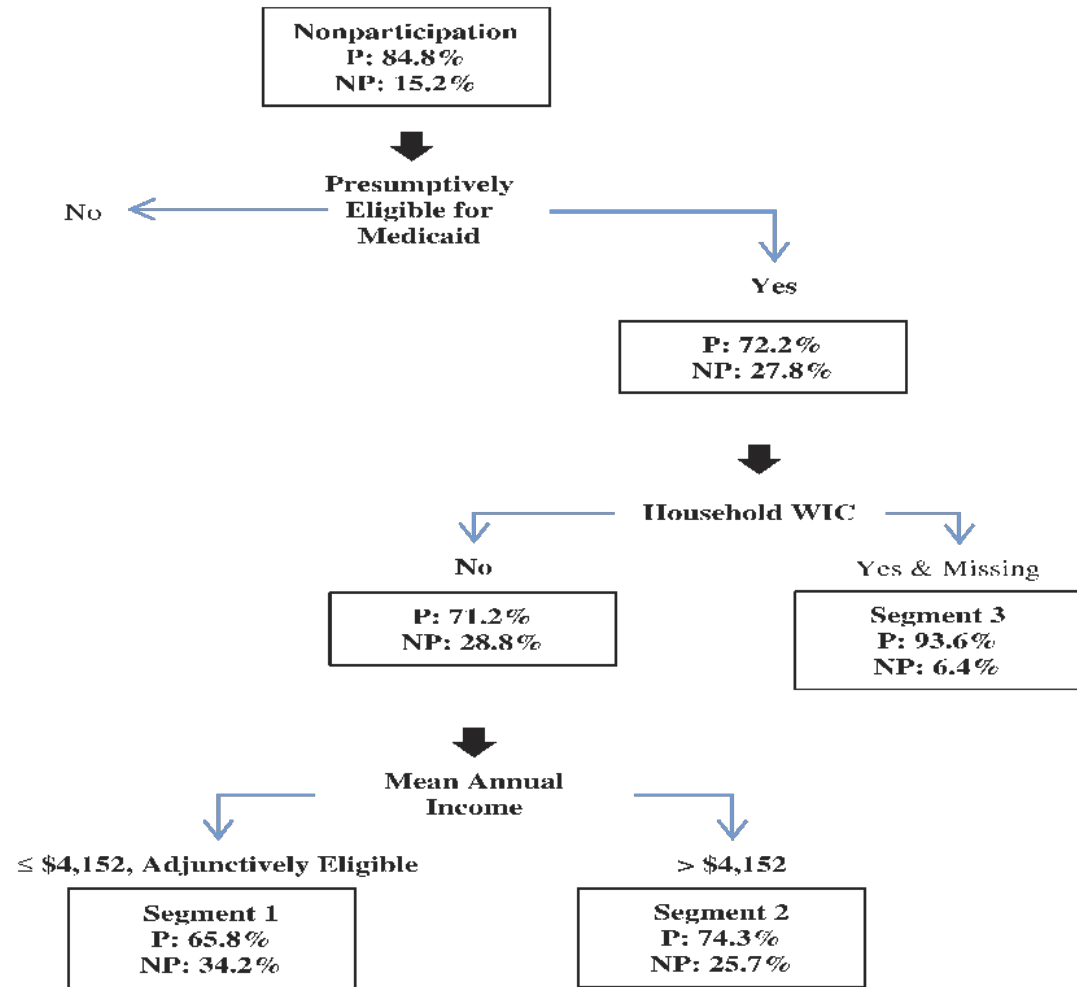 Nonparticipation
P: 84.8%
NP: 15.2%
Presumptively
Eligible for
Medicaid
No
Yes
P: 72.2%
NP: 27.8%
Household WIC
No
Yes & Missing
P: 71.2%
NP: 28.8%
Segment 3
P: 93.6%
NP: 6.4%
Mean Annual
Income
≤ $4,152, Adjunctively Eligible
> $4,152
Segment 1
P: 65.8%
NP: 34.2%
Segment 2
P: 74.3%
NP: 25.7%